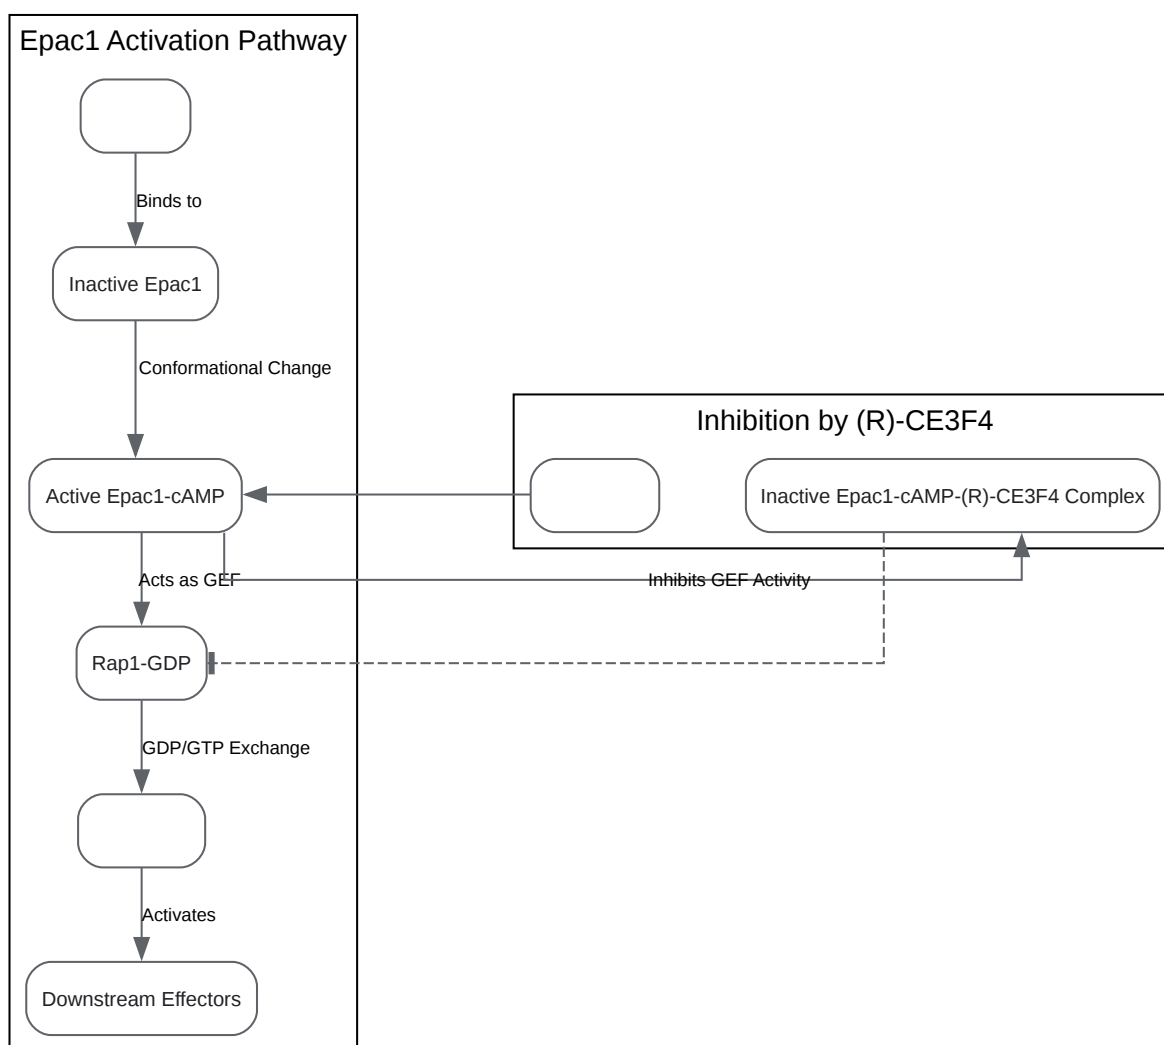 Epac1 Activation Pathway
Binds to
Inactive Epac1
Conformational Change
Inhibition by (R)-CE3F4
Active Epac1-cAMP
Inactive Epac1-cAMP-(R)-CE3F4 Complex
Acts as GEF
Inhibits GEF Activity
Rap1-GDP
GDP/GTP Exchange
Activates
Downstream Effectors